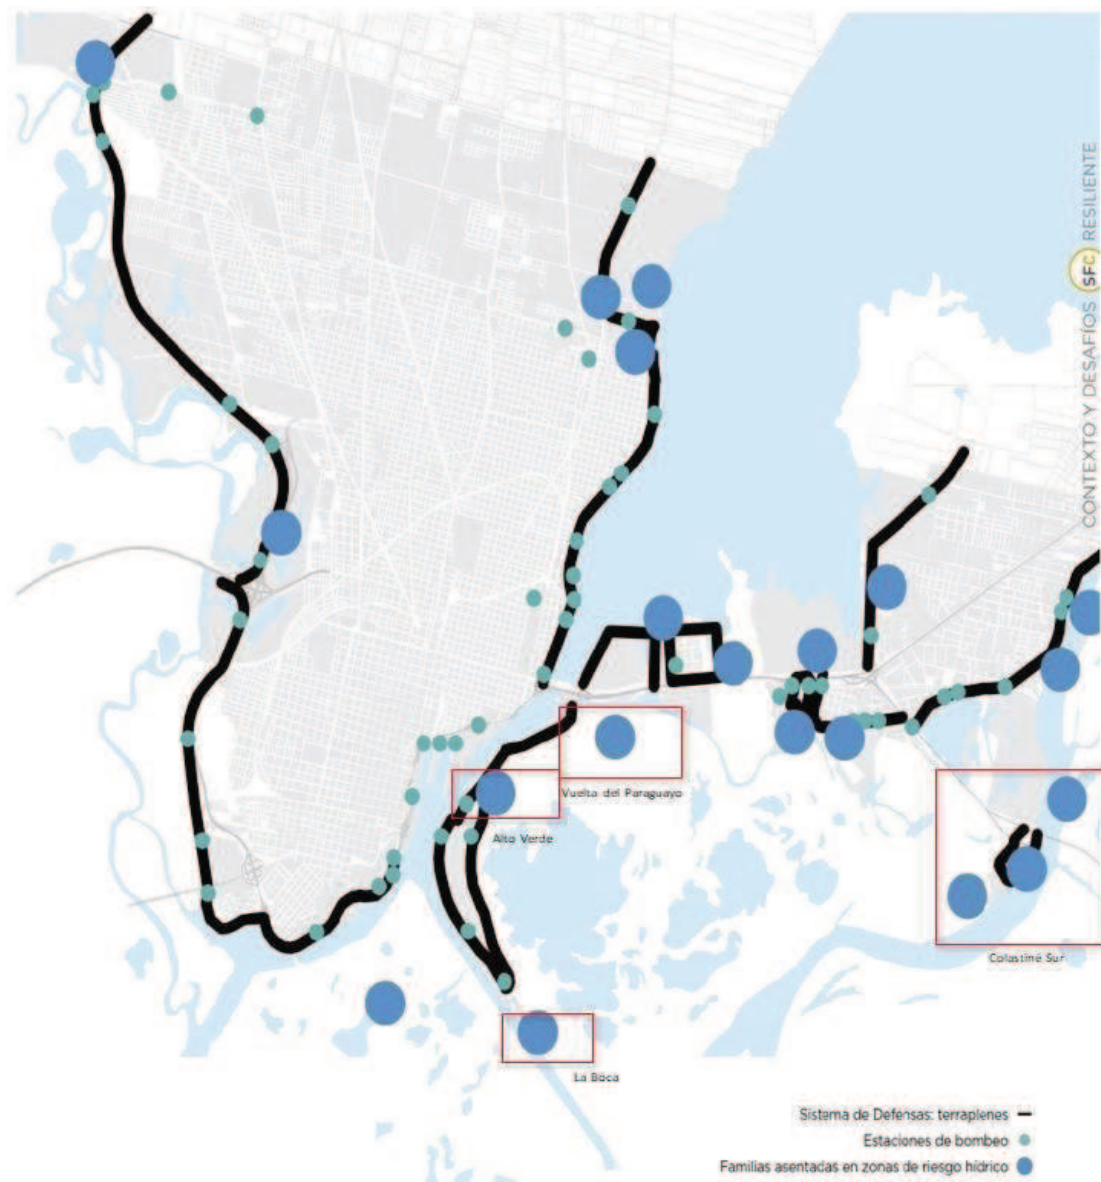 CONTEXTO Y DESAFÍOS SFC RESILIENTE
Vuelta del Paraguayo
Alto Verde
Colastiné Sur
La Boca
Sistema de Defensas: terraplenes
Estaciones de bombeo
Familias asentadas en zonas de riesgo hídrico